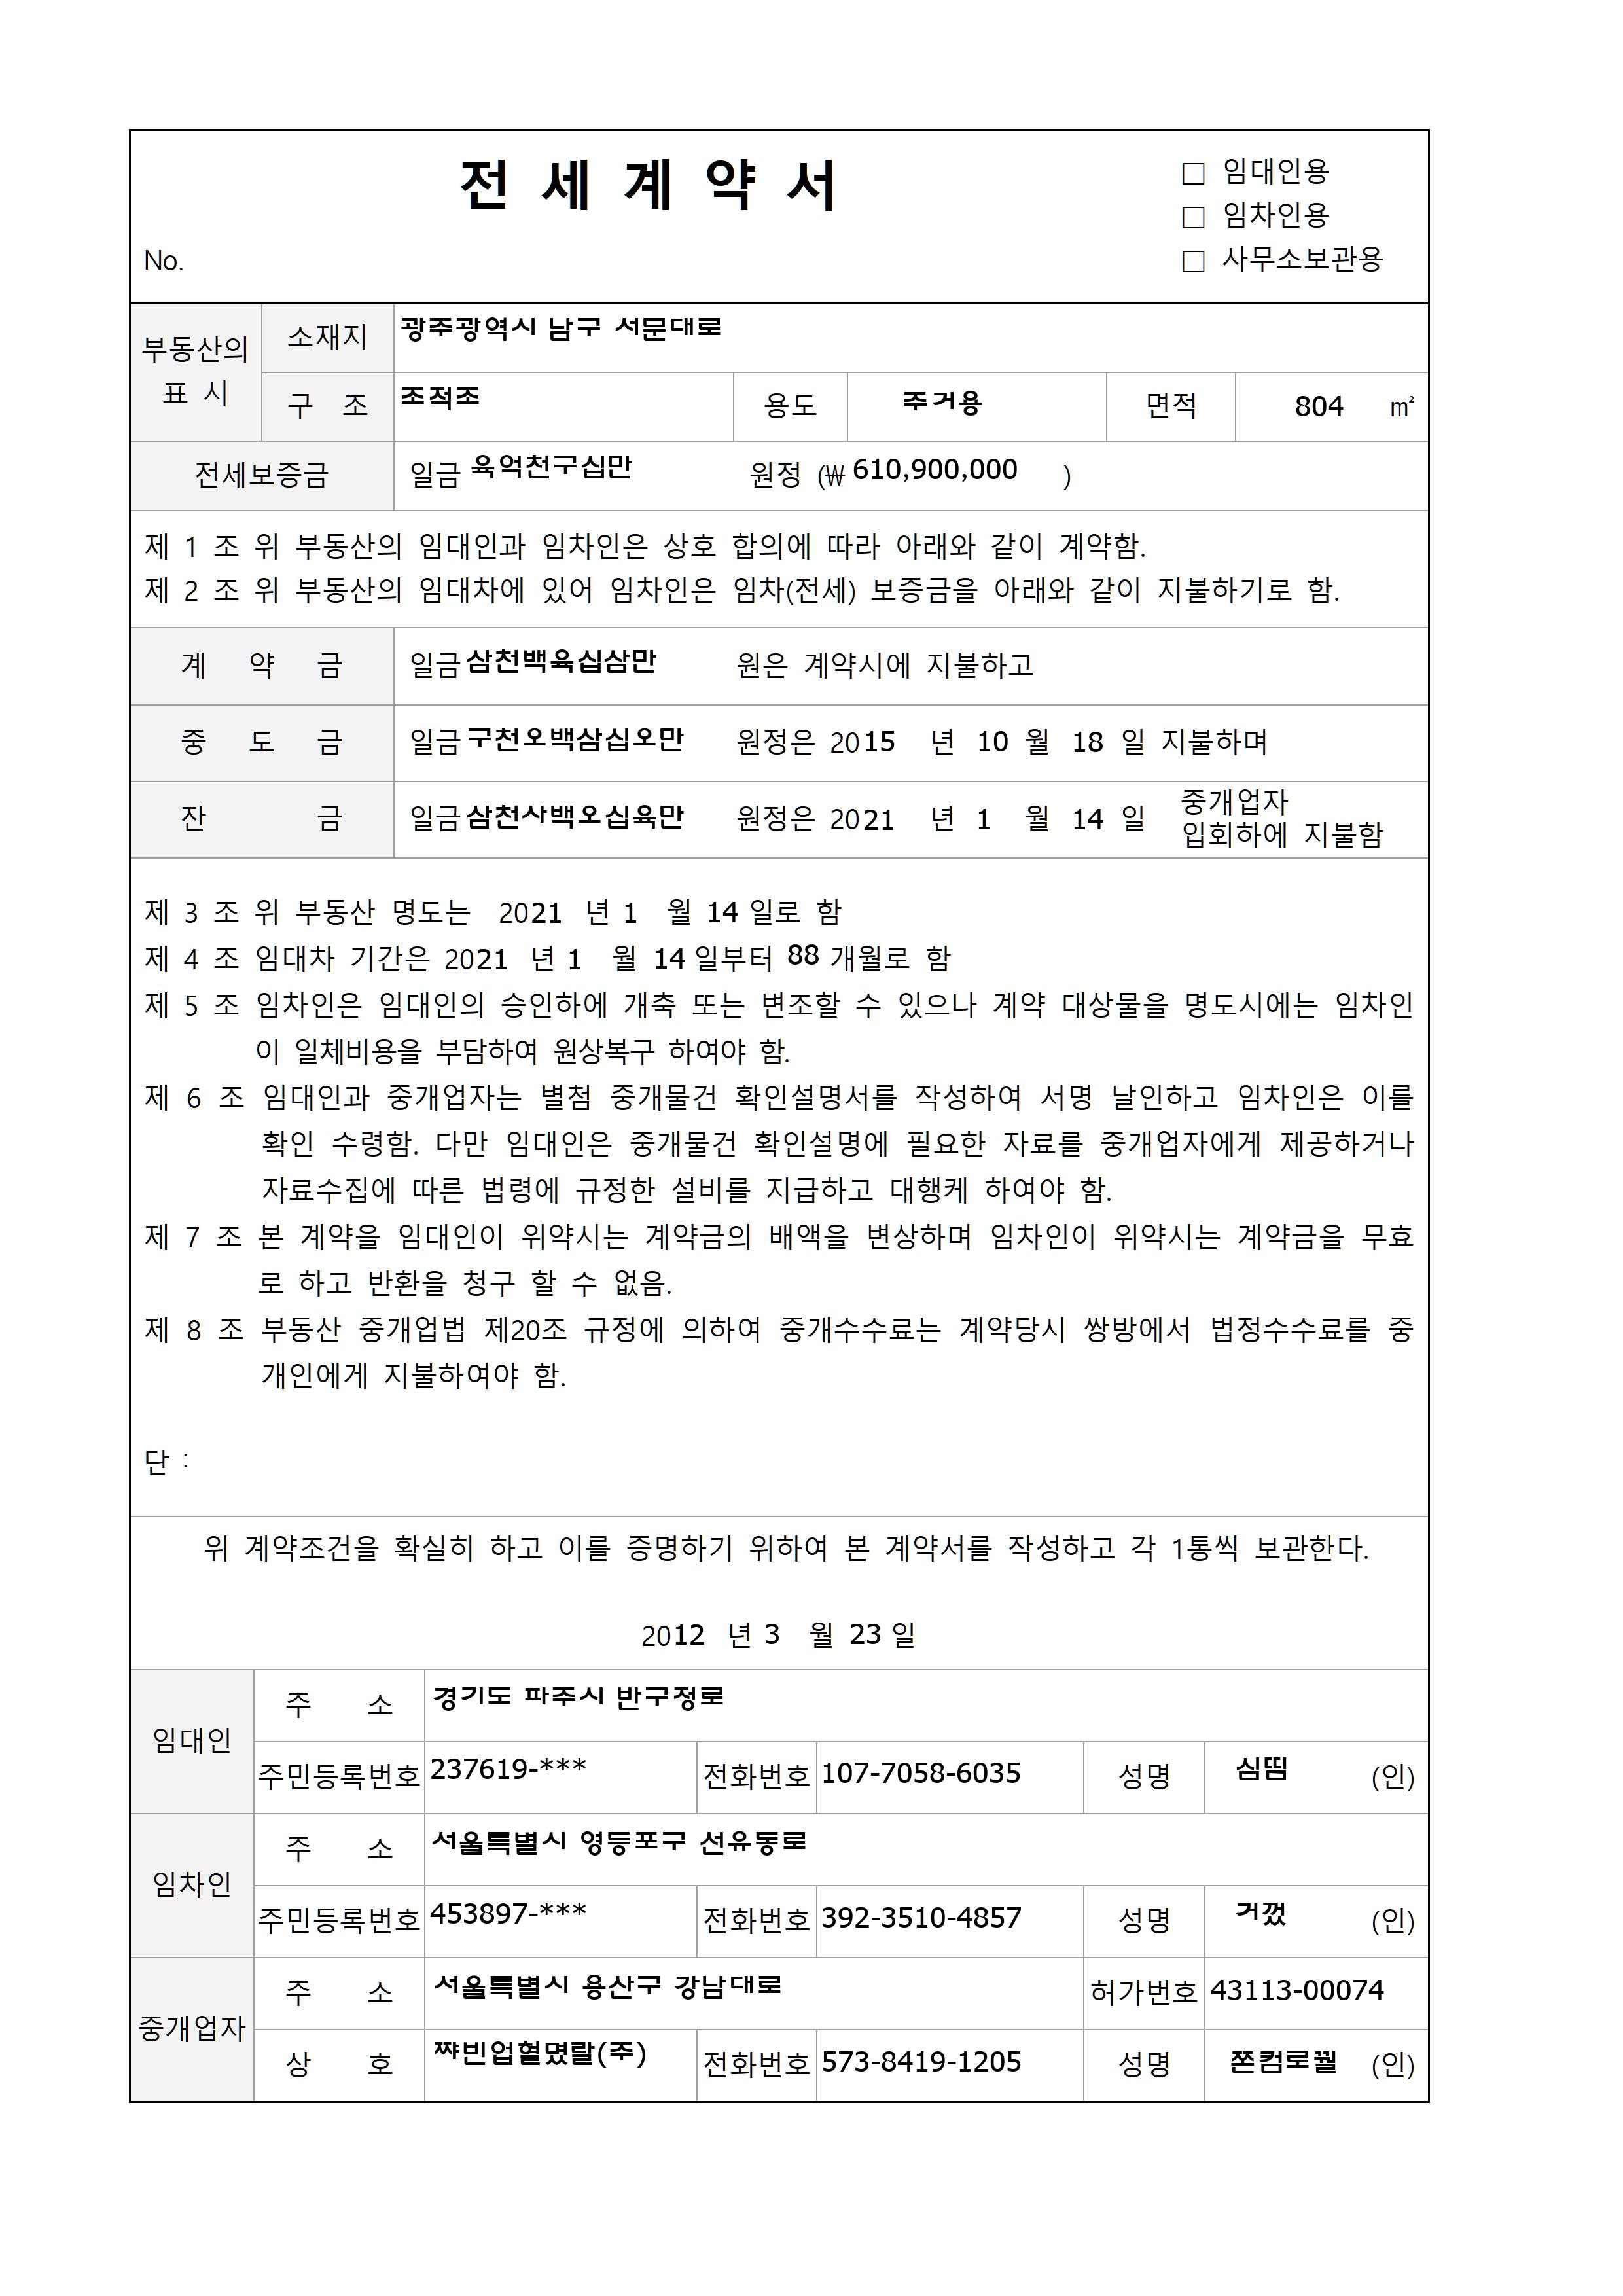 전 세 계 약 서
□ 임대인용
□ 임차인용
No.
□ 사무소보관용
부동산의 표 시 소재지 광주광역시 남구 서문대로
구 조 조적조 용도 주거용 면적 804 ㎡
전세보증금 일금 육억천구십만 원정 (₩ 610,900,000 )
제 1 조 위 부동산의 임대인과 임차인은 상호 합의에 따라 아래와 같이 계약함.
제 2 조 위 부동산의 임대차에 있어 임차인은 임차(전세) 보증금을 아래와 같이 지불하기로 함.
계 약 금 일금 삼천백육십삼만 원은 계약시에 지불하고
중 도 금 일금 구천오백삼십오만 원정은 2015 년 10 월 18 일 지불하며
잔 금 일금 삼천사백오십육만 원정은 2021 년 1 월 14 일 중개업자
입회하에 지불함
제 3 조 위 부동산 명도는 2021 년 1 월 14 일로 함
제 4 조 임대차 기간은 2021 년 1 월 14 일부터 88 개월로 함
제 5 조 임차인은 임대인의 승인하에 개축 또는 변조할 수 있으나 계약 대상물을 명도시에는 임차인
이 일체비용을 부담하여 원상복구 하여야 함.
제 6 조 임대인과 중개업자는 별첨 중개물건 확인설명서를 작성하여 서명 날인하고 임차인은 이를
확인 수령함. 다만 임대인은 중개물건 확인설명에 필요한 자료를 중개업자에게 제공하거나
자료수집에 따른 법령에 규정한 설비를 지급하고 대행케 하여야 함.
제 7 조 본 계약을 임대인이 위약시는 계약금의 배액을 변상하며 임차인이 위약시는 계약금을 무효
로 하고 반환을 청구 할 수 없음.
제 8 조 부동산 중개업법 제20조 규정에 의하여 중개수수료는 계약당시 쌍방에서 법정수수료를 중
개인에게 지불하여야 함.
단 :
위 계약조건을 확실히 하고 이를 증명하기 위하여 본 계약서를 작성하고 각 1통씩 보관한다.
2012 년 3 월 23 일
임대인 주 소 경기도 파주시 반구정로
주민등록번호 237619-*** 전화번호 107-7058-6035 성명 심띰 (인)
임차인 주 소 서울특별시 영등포구 선유동로
주민등록번호 453897-*** 전화번호 392-3510-4857 성명 거껐 (인)
중개업자 주 소 서울특별시 용산구 강남대로 허가번호 43113-00074
상 호 쨔빈업혈몄랄(주) 전화번호 573-8419-1205 성명 쫀컴로꿜 (인)